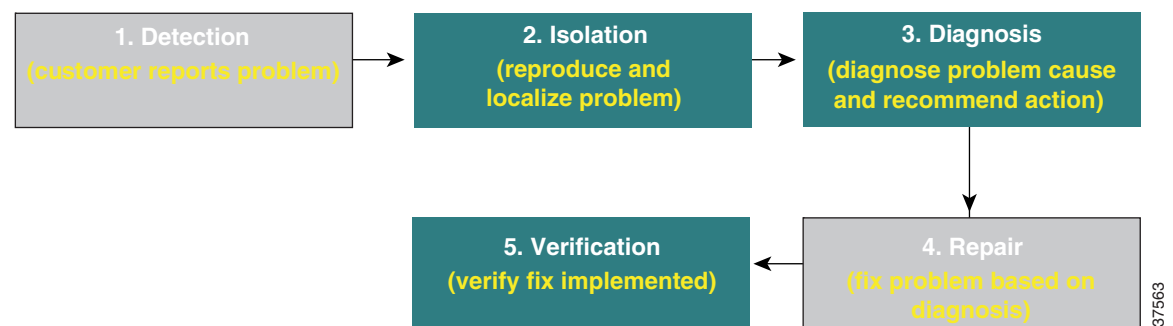 1. Detection
(customer reports problem)
2. Isolation
(reproduce and
localize problem)
3. Diagnosis
(diagnose problem cause
and recommend action)
4. Repair
(fix problem based on
diagnosis)
5. Verification
(verify fix implemented)
37563